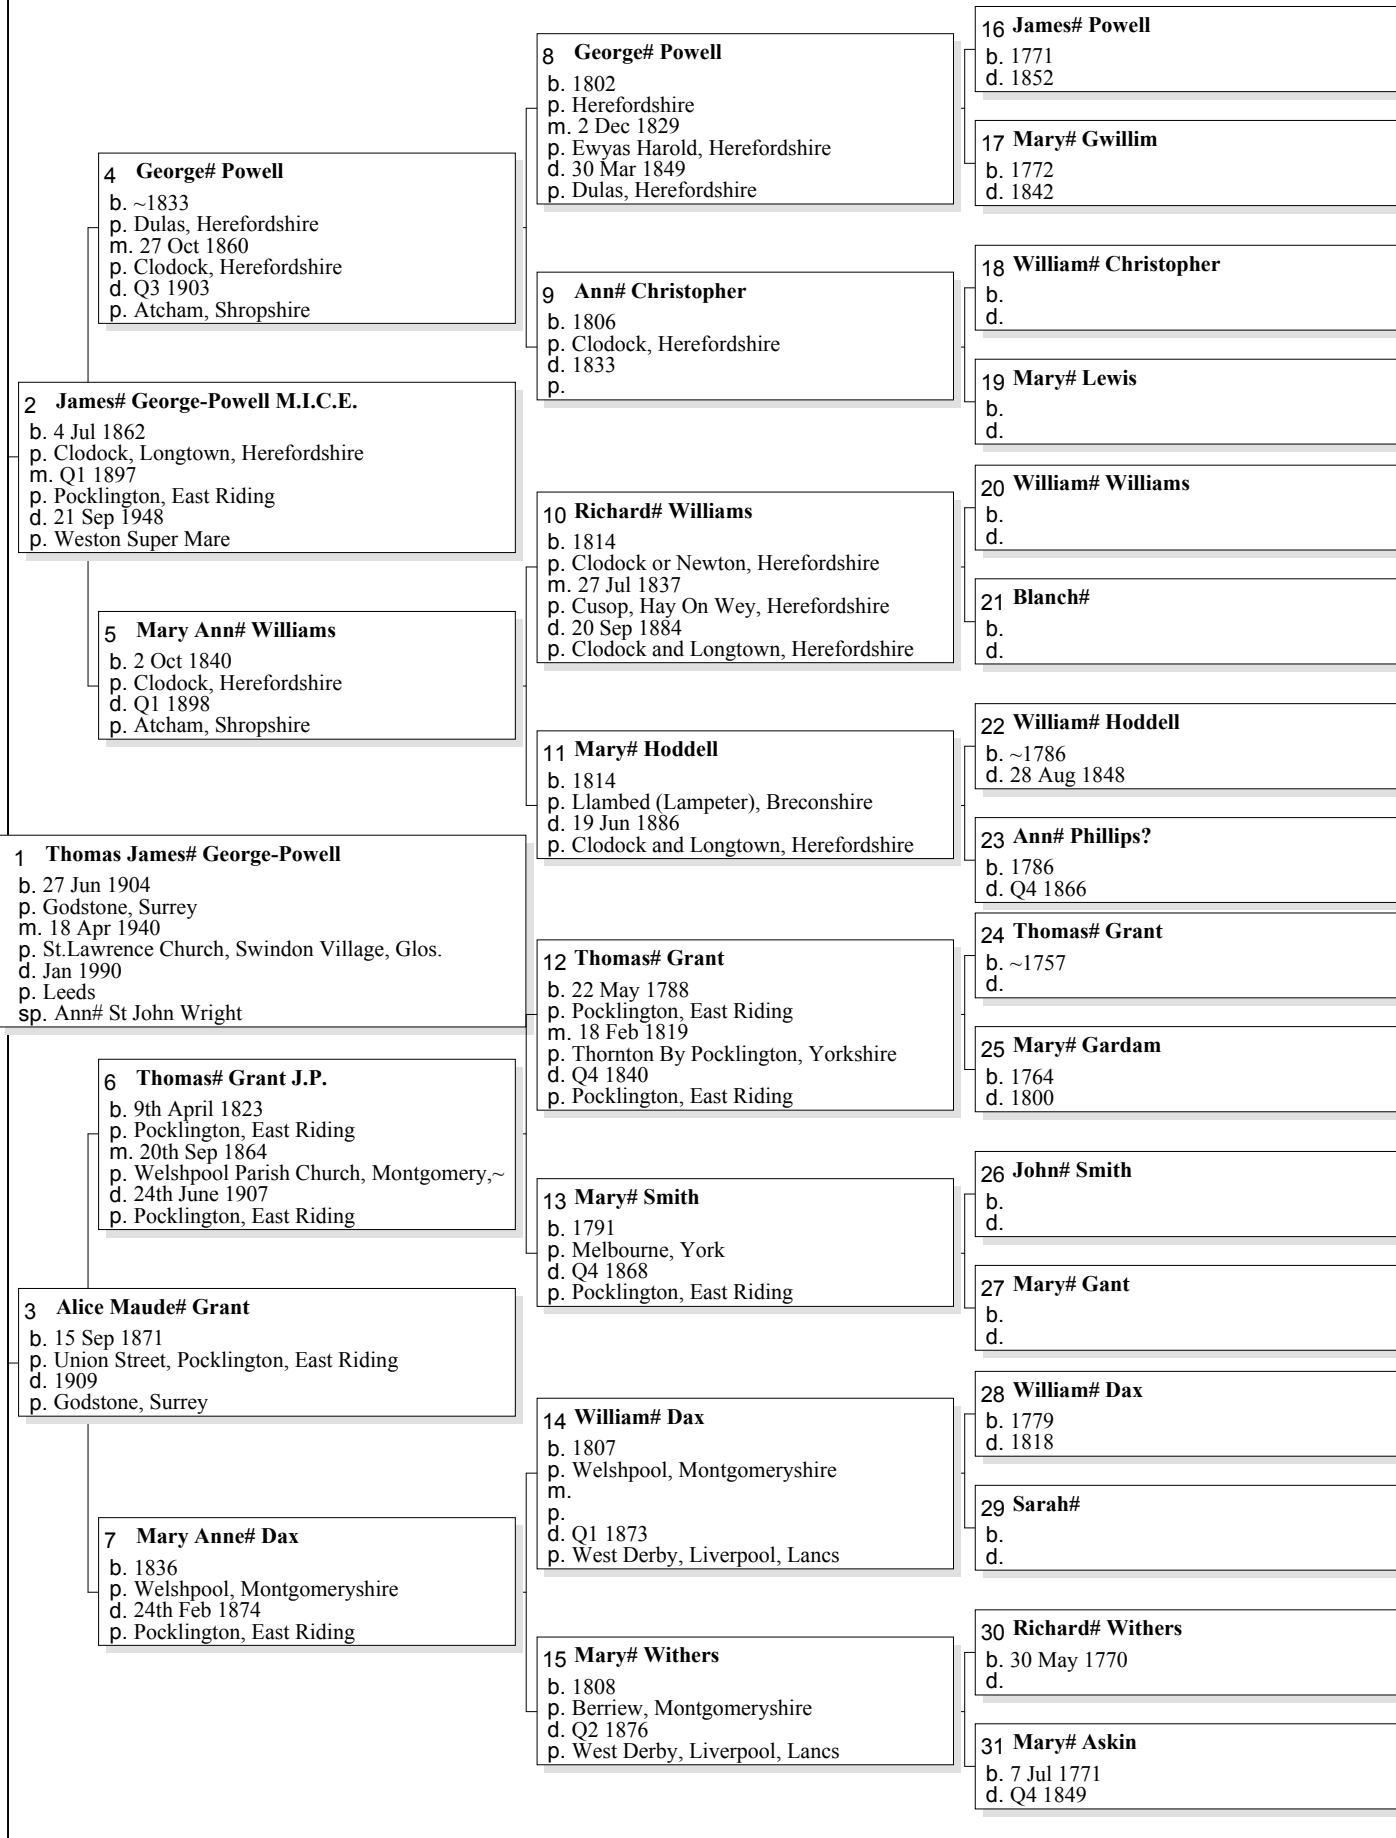 1 Thomas James# George-Powell
b. 27 Jun 1904
p. Godstone, Surrey
m. 18 Apr 1940
p. St.Lawrence Church, Swindon Village, Glos.
d. Jan 1990
p. Leeds
sp. Ann# St John Wright
2 James# George-Powell M.I.C.E.
b. 4 Jul 1862
p. Clodock, Longtown, Herefordshire
m. Q1 1897
p. Pocklington, East Riding
d. 21 Sep 1948
p. Weston Super Mare
3 Alice Maude# Grant
b. 15 Sep 1871
p. Union Street, Pocklington, East Riding
d. 1909
p. Godstone, Surrey
4 George# Powell
b. ~1833
p. Dulas, Herefordshire
m. 27 Oct 1860
p. Clodock, Herefordshire
d. Q3 1903
p. Atcham, Shropshire
5 Mary Ann# Williams
b. 2 Oct 1840
p. Clodock, Herefordshire
d. Q1 1898
p. Atcham, Shropshire
6 Thomas# Grant J.P.
b. 9th April 1823
p. Pocklington, East Riding
m. 20th Sep 1864
p. Welshpool Parish Church, Montgomery,~
d. 24th June 1907
p. Pocklington, East Riding
7 Mary Anne# Dax
b. 1836
p. Welshpool, Montgomeryshire
d. 24th Feb 1874
p. Pocklington, East Riding
8 George# Powell
b. 1802
p. Herefordshire
m. 2 Dec 1829
p. Ewyas Harold, Herefordshire
d. 30 Mar 1849
p. Dulas, Herefordshire
9 Ann# Christopher
b. 1806
p. Clodock, Herefordshire
d. 1833
p.
10 Richard# Williams
b. 1814
p. Clodock or Newton, Herefordshire
m. 27 Jul 1837
p. Cusop, Hay On Wey, Herefordshire
d. 20 Sep 1884
p. Clodock and Longtown, Herefordshire
11 Mary# Hoddell
b. 1814
p. Llambed (Lampeter), Breconshire
d. 19 Jun 1886
p. Clodock and Longtown, Herefordshire
12 Thomas# Grant
b. 22 May 1788
p. Pocklington, East Riding
m. 18 Feb 1819
p. Thornton By Pocklington, Yorkshire
d. Q4 1840
p. Pocklington, East Riding
13 Mary# Smith
b. 1791
p. Melbourne, York
d. Q4 1868
p. Pocklington, East Riding
14 William# Dax
b. 1807
p. Welshpool, Montgomeryshire
m.
p.
d. Q1 1873
p. West Derby, Liverpool, Lancs
15 Mary# Withers
b. 1808
p. Berriew, Montgomeryshire
d. Q2 1876
p. West Derby, Liverpool, Lancs
16 James# Powell
b. 1771
d. 1852
17 Mary# Gwillim
b. 1772
d. 1842
18 William# Christopher
b.
d.
19 Mary# Lewis
b.
d.
20 William# Williams
b.
d.
21 Blanch#
b.
d.
22 William# Hoddell
b. ~1786
d. 28 Aug 1848
23 Ann# Phillips?
b. 1786
d. Q4 1866
24 Thomas# Grant
b. ~1757
d.
25 Mary# Gardam
b. 1764
d. 1800
26 John# Smith
b.
d.
27 Mary# Gant
b.
d.
28 William# Dax
b. 1779
d. 1818
29 Sarah#
b.
d.
30 Richard# Withers
b. 30 May 1770
d.
31 Mary# Askin
b. 7 Jul 1771
d. Q4 1849